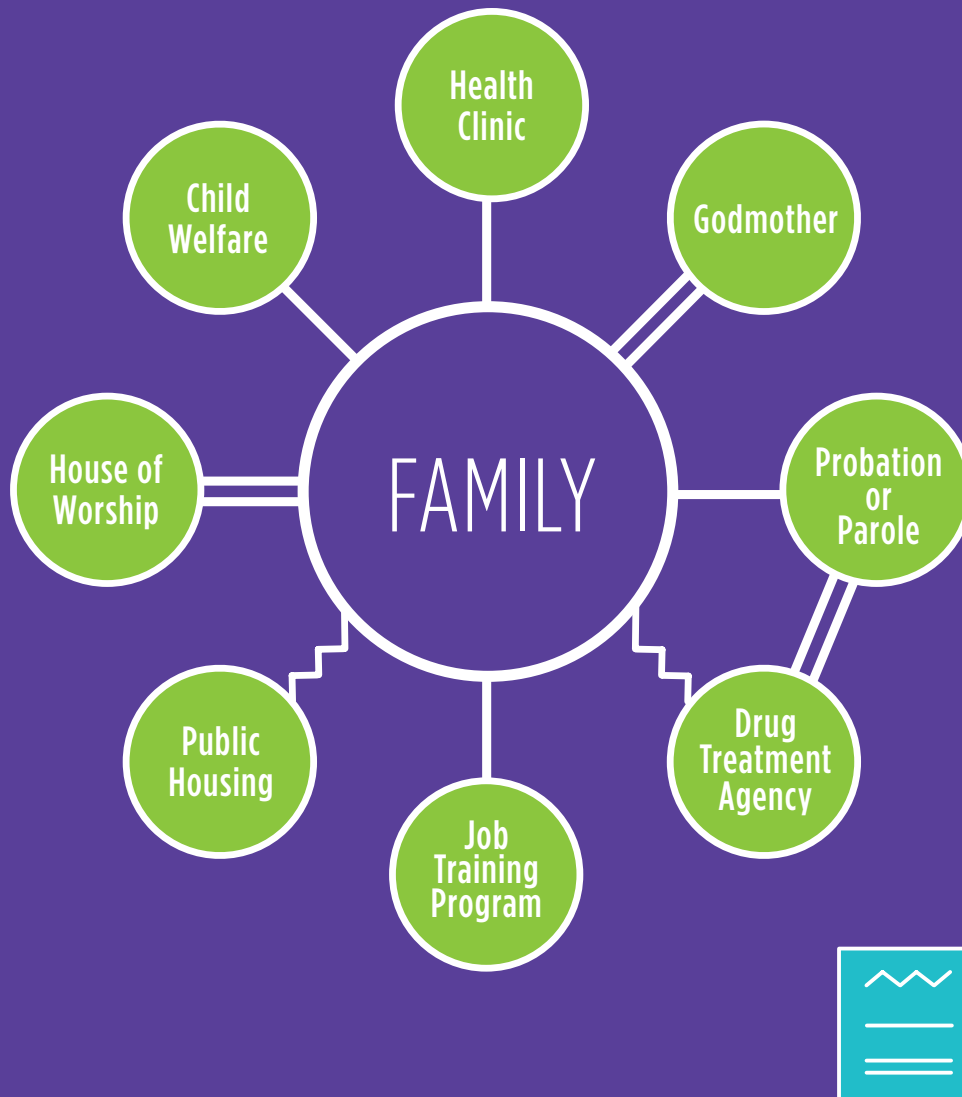 Health
Clinic
Child
Welfare
Godmother
House of
Worship
FAMILY
Probation
or
Parole
Public
Housing
Drug
Treatment
Agency
Job
Training
Program